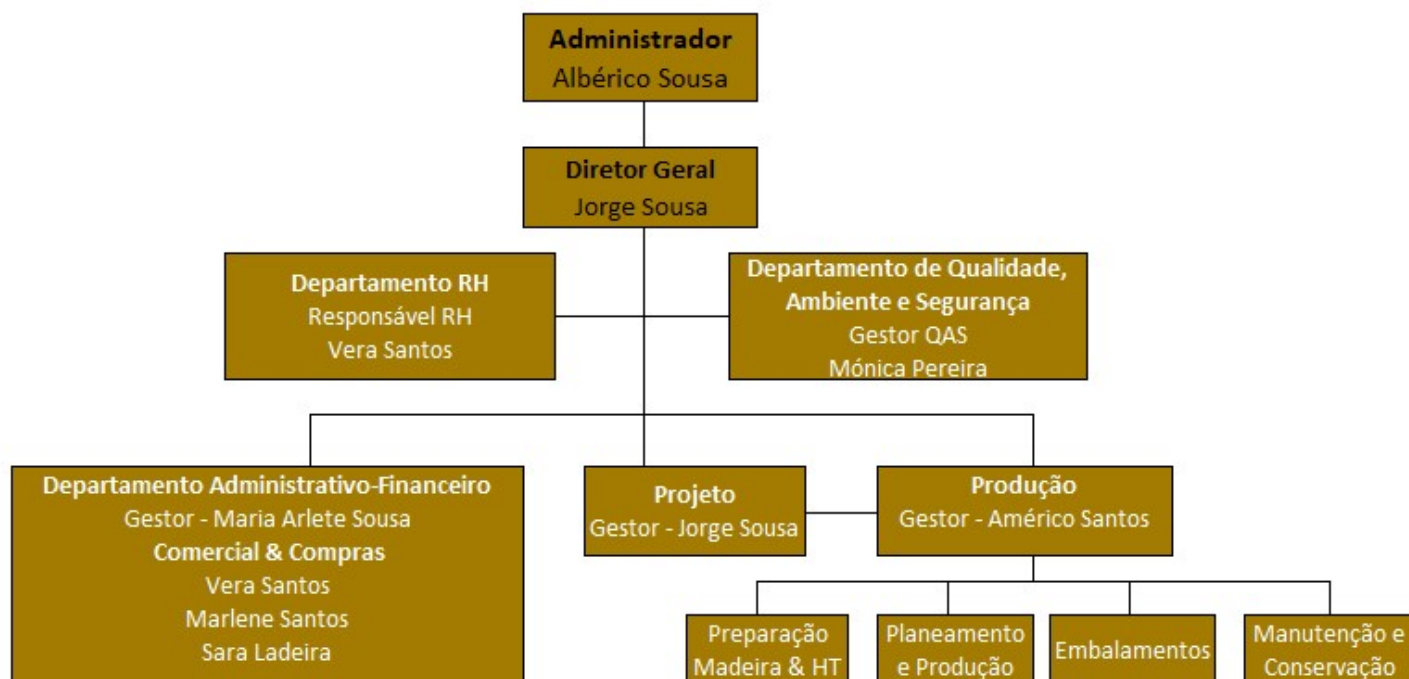 Administrador
Albérico Sousa
Diretor Geral
Jorge Sousa
Departamento RH
Responsável RH
Vera Santos
Departamento de Qualidade,
Ambiente e Segurança
Gestor QAS
Mónica Pereira
Departamento Administrativo-Financeiro
Gestor - Maria Arlete Sousa
Comercial & Compras
Vera Santos
Marlene Santos
Sara Ladeira
Projeto
Gestor - Jorge Sousa
Produção
Gestor - Américo Santos
Preparação
Madeira & HT
Planeamento
e Produção
Embalamentos
Manutenção e
Conservação